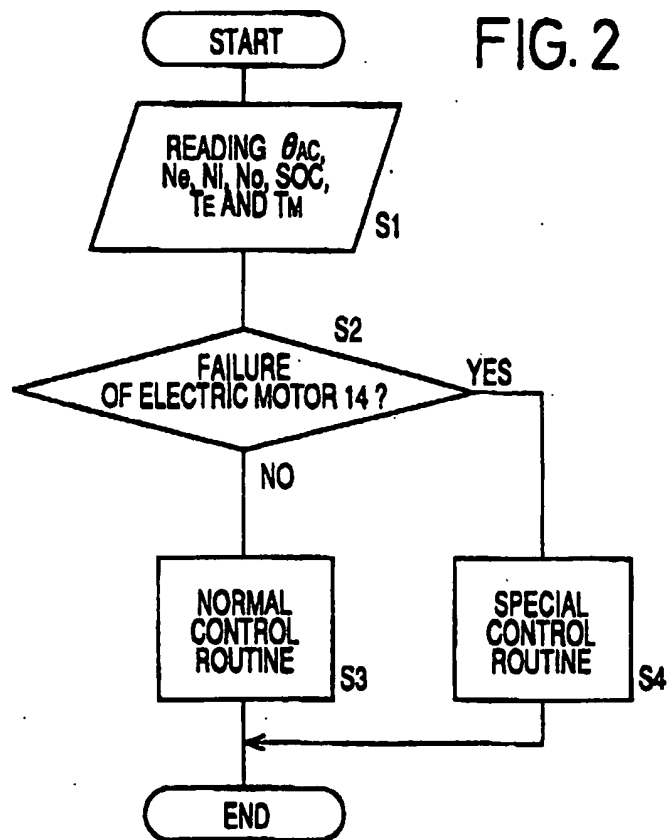 START
FIG. 2
READING θAC,
Ne, Ni, No, SOC,
TE AND TM
S1
S2
FAILURE
OF ELECTRIC MOTOR 14 ?
YES
NO
NORMAL
CONTROL
ROUTINE
S3
SPECIAL
CONTROL
ROUTINE
S4
END